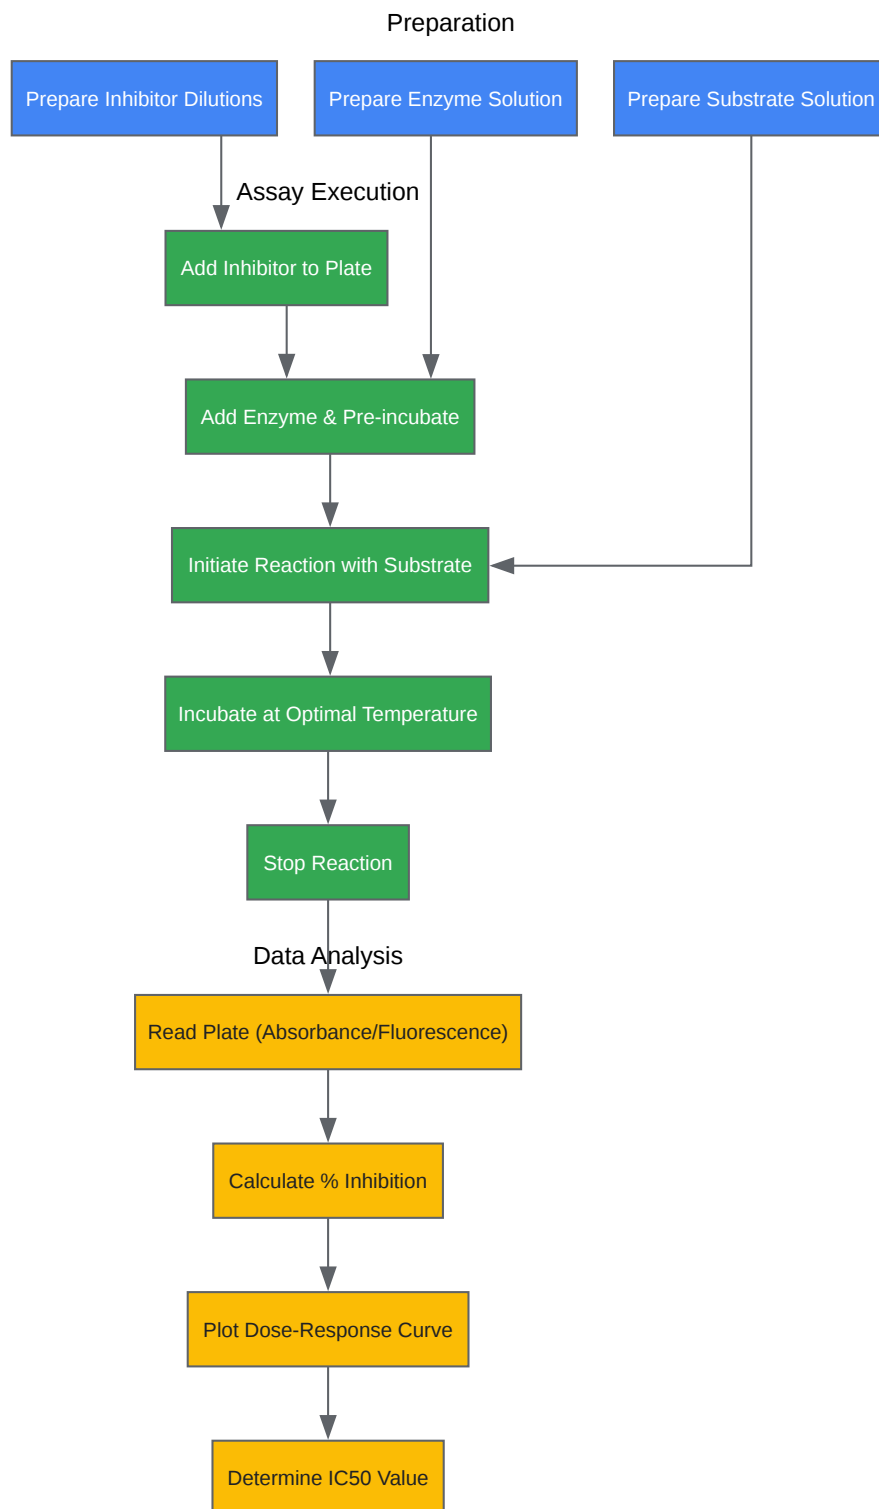 Preparation
Prepare Inhibitor Dilutions
Prepare Enzyme Solution
Prepare Substrate Solution
Assay Execution
Add Inhibitor to Plate
Add Enzyme & Pre-incubate
Initiate Reaction with Substrate
Incubate at Optimal Temperature
Stop Reaction
Data Analysis
Read Plate (Absorbance/Fluorescence)
Calculate % Inhibition
Plot Dose-Response Curve
Determine IC50 Value